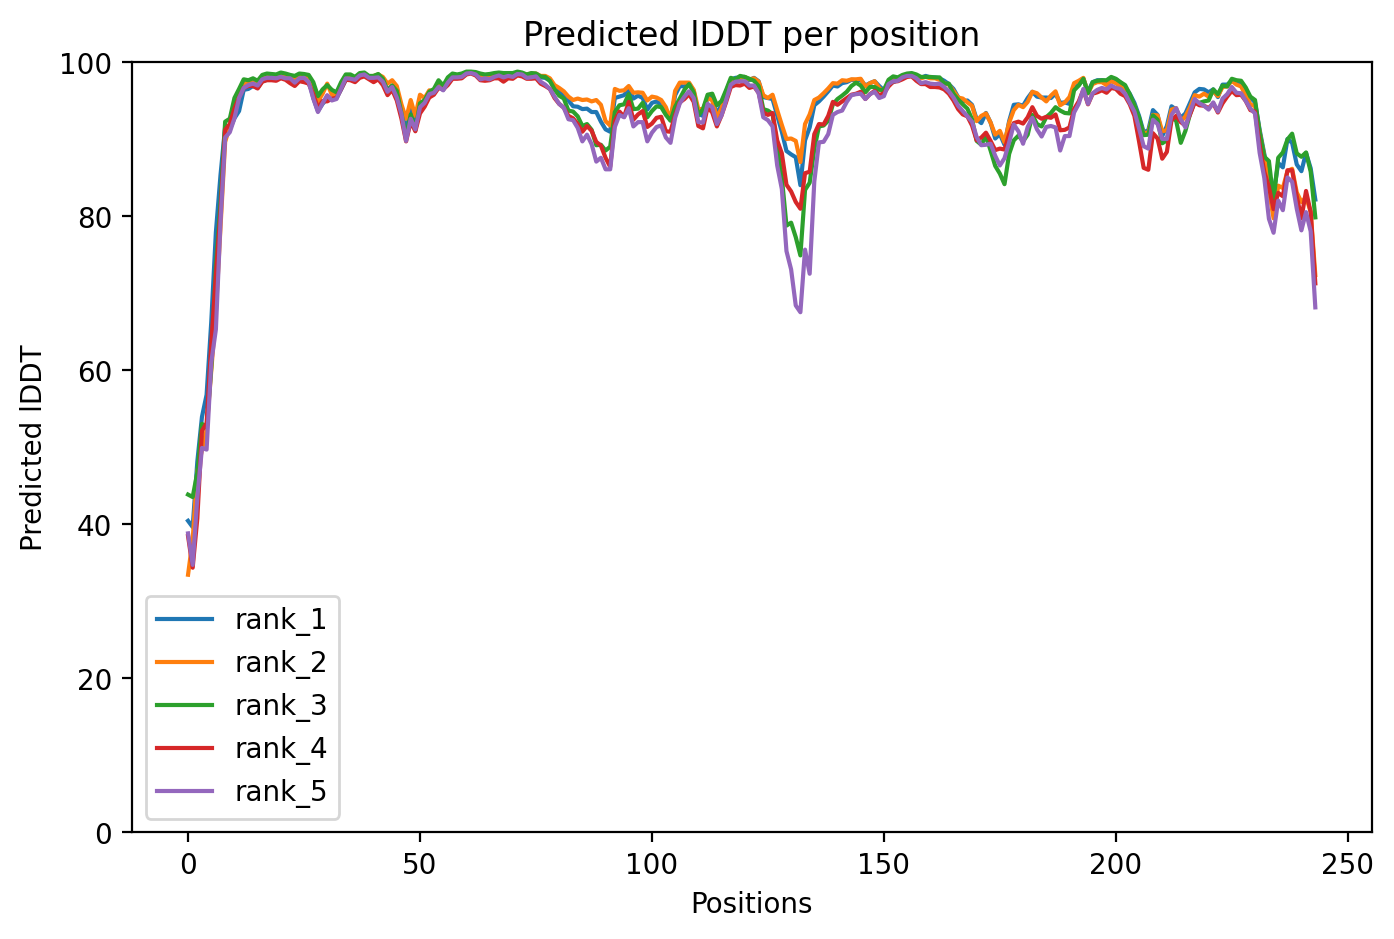 Predicted lDDT per position
100
80
60
40
20
0
Predicted lDDT
rank_1
rank_2
rank_3
rank_4
rank_5
0 50 100 150 200 250
Positions